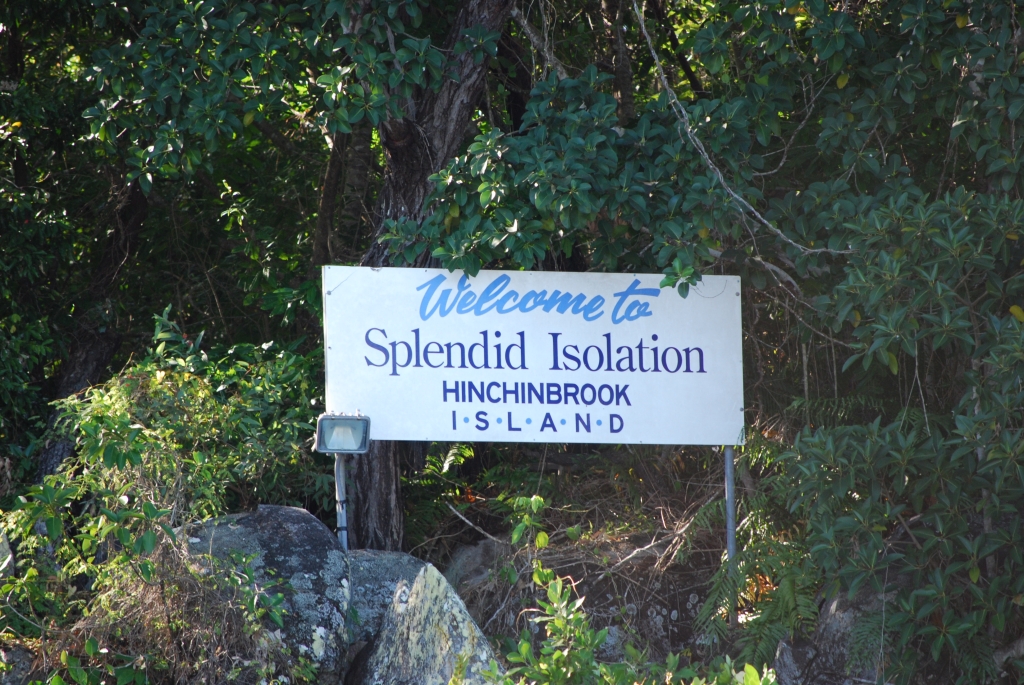 Welcome to
Splendid Isolation
HINCHINBROOK
I·S·L·A·N·D